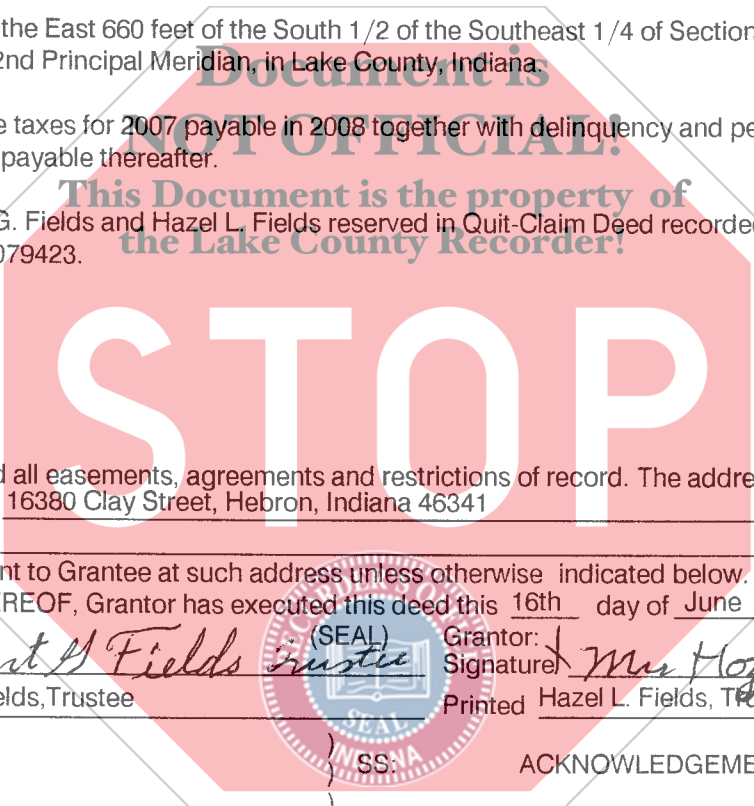 the East 660 feet of the South 1/2 of the Southeast 1/4 of Section
2nd Principal Meridian, in Lake County, Indiana.
Document is
e taxes for 2007 payable in 2008 together with delinquency and pe
NOT OFFICIAL!
payable thereafter.
This Document is the property of
G. Fields and Hazel L. Fields reserved in Quit-Claim Deed recorde
the Lake County Recorder!
079423.
STOP
d all easements, agreements and restrictions of record. The addre
16380 Clay Street, Hebron, Indiana 46341
nt to Grantee at such address unless otherwise indicated below.
REOF, Grantor has executed this deed this 16th day of June
(SEAL) Grantor:
rt G Fields trustee Signature Mrs
elds, Trustee Printed Hazel L. Fields,
SEAL
INDIANA
SS: ACKNOWLEDGEME